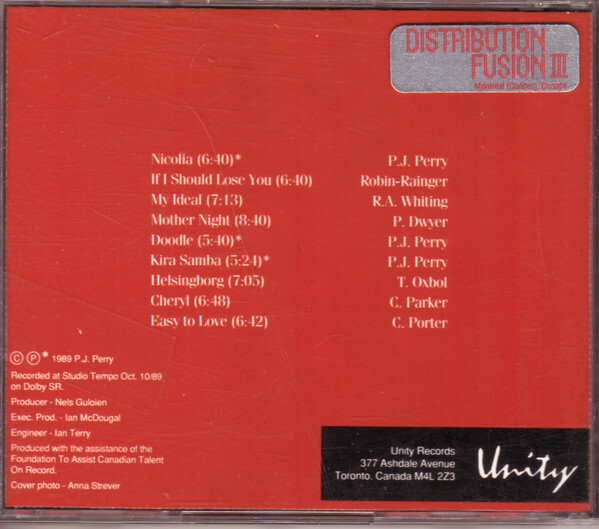 DISTRIBUTION
FUSION III
Montréal (Québec), Canada
Nicolia (6:40)* P.J. Perry
If I Should Lose You (6:40) Robin-Rainger
My Ideal (7:13) R.A. Whiting
Mother Night (8:40) P. Dwyer
Doodle (5:40)* P.J. Perry
Kira Samba (5:24)* P.J. Perry
Helsingborg (7:05) T. Oxbol
Cheryl (6:48) C. Parker
Easy to Love (6:42) C. Porter
© ℗* 1989 P.J. Perry
Recorded at Studio Tempo Oct. 10/89
on Dolby SR.
Producer - Nels Guloien
Exec. Prod. - Ian McDougal
Engineer - Ian Terry
Produced with the assistance of the
Foundation To Assist Canadian Talent
On Record.
Cover photo - Anna Strever
Unity Records
377 Ashdale Avenue
Toronto, Canada M4L 2Z3
Unity